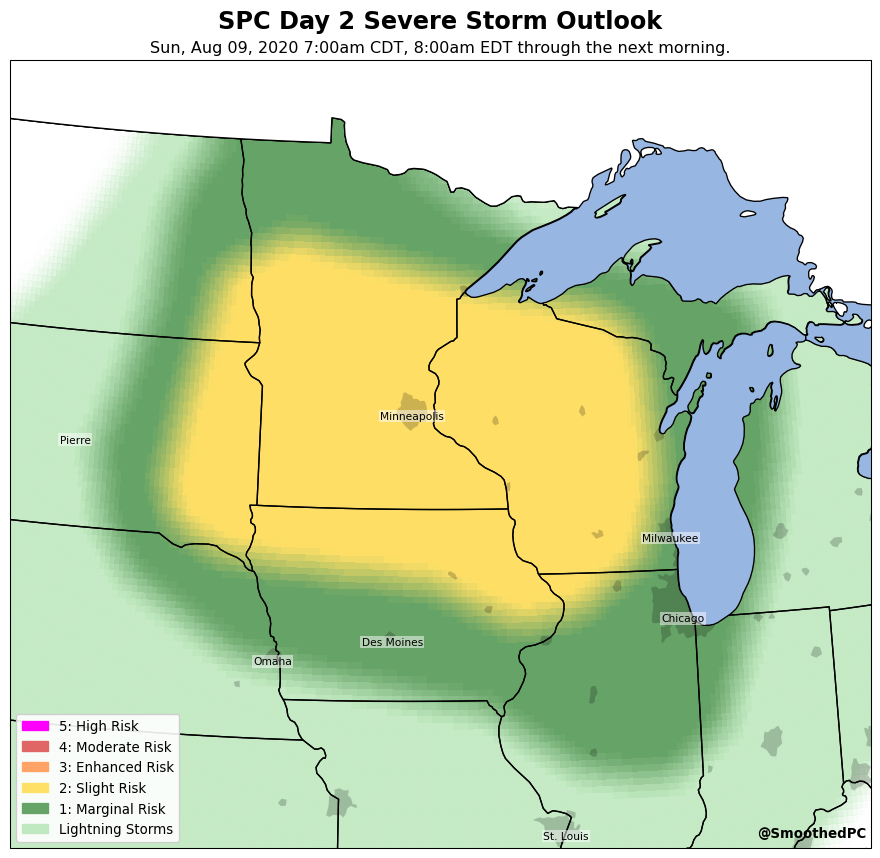 SPC Day 2 Severe Storm Outlook
Sun, Aug 09, 2020 7:00am CDT, 8:00am EDT through the next morning.
Minneapolis
Pierre
Milwaukee
Chicago
Des Moines
Omaha
5: High Risk
4: Moderate Risk
3: Enhanced Risk
2: Slight Risk
1: Marginal Risk
Lightning Storms
St. Louis
@SmoothedPC